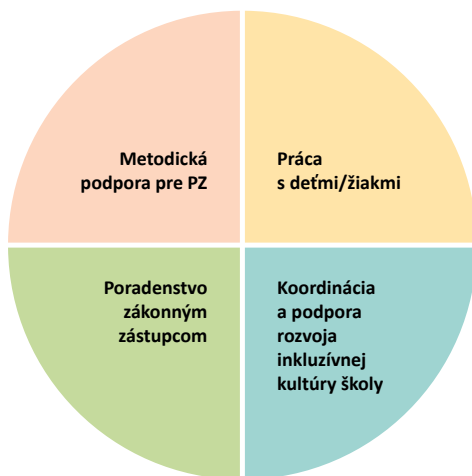 Metodická
podpora pre PZ
Práca
s deťmi/žiakmi
Poradenstvo
zákonným
zástupcom
Koordinácia
a podpora
rozvoja
inkluzívnej
kultúry školy